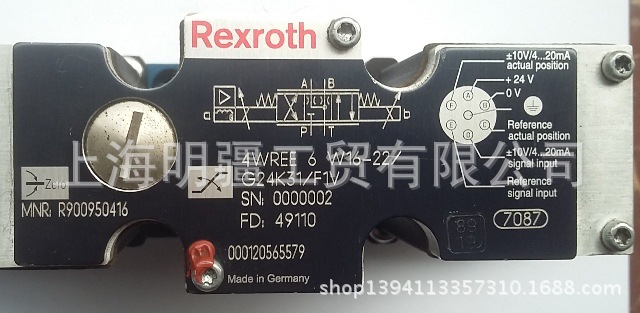 Rexroth
A B
P T
4WREE 6 W16-22/
G24K31/F1V
SN: 0000002
FD: 49110
000120565579
Made in Germany
Zero
MNR: R900950416
±10V/4...20mA
actual position
+ 24 V
0 V
Reference
actual position
±10V/4...20mA
signal input
Reference
signal input
F A B
E C D
7087
上海明疆工贸有限公司
shop1394113357310.1688.com